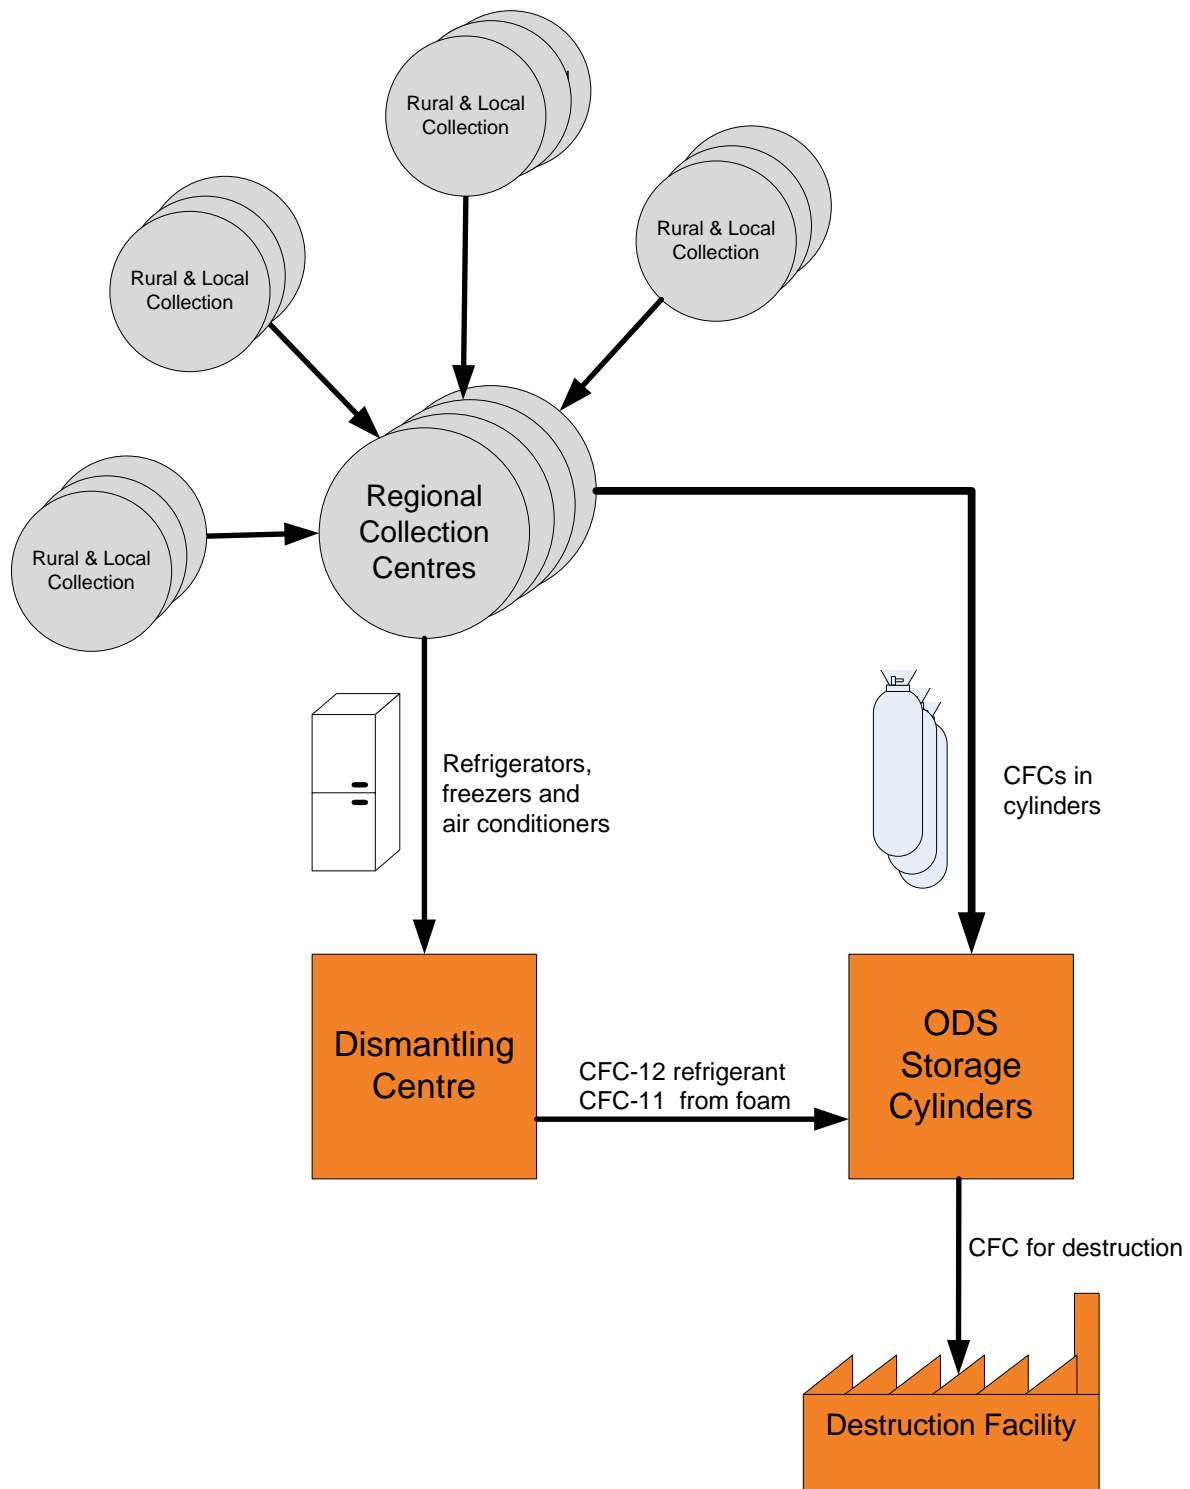 Rural & Local
Collection
Rural & Local
Collection
Rural & Local
Collection
Rural & Local
Collection
Regional
Collection
Centres
Refrigerators,
freezers and
air conditioners
CFCs in
cylinders
Dismantling
Centre
CFC-12 refrigerant
CFC-11 from foam
ODS
Storage
Cylinders
CFC for destruction
Destruction Facility